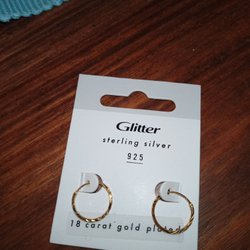 Glitter
sterling silver
925
18 carat gold plated